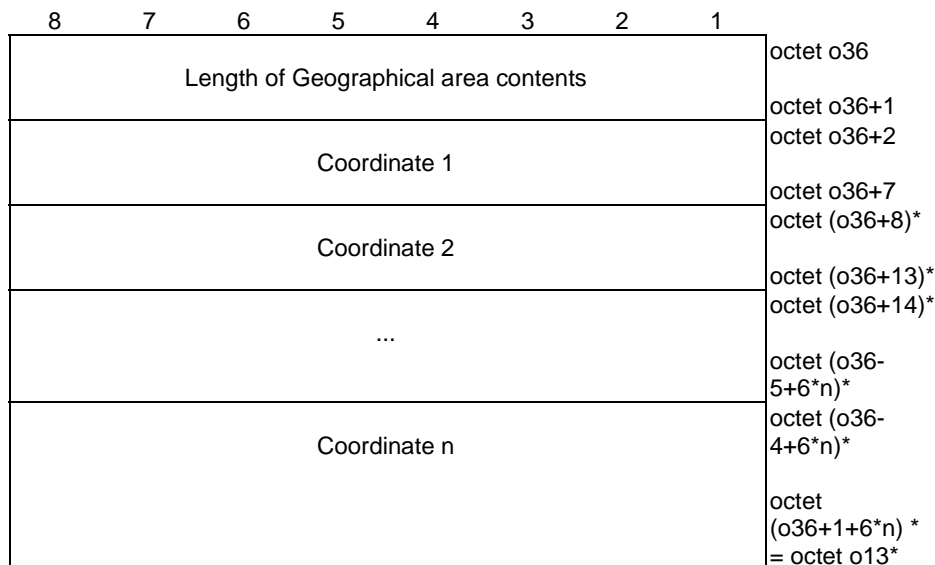 8 7 6 5 4 3 2 1
Length of Geographical area contents
octet o36
octet o36+1
Coordinate 1
octet o36+2
octet o36+7
Coordinate 2
octet (o36+8)*
octet (o36+13)*
...
octet (o36+14)*
octet (o36-
5+6*n)*
Coordinate n
octet (o36-
4+6*n)*
octet
(o36+1+6*n) *
= octet o13*